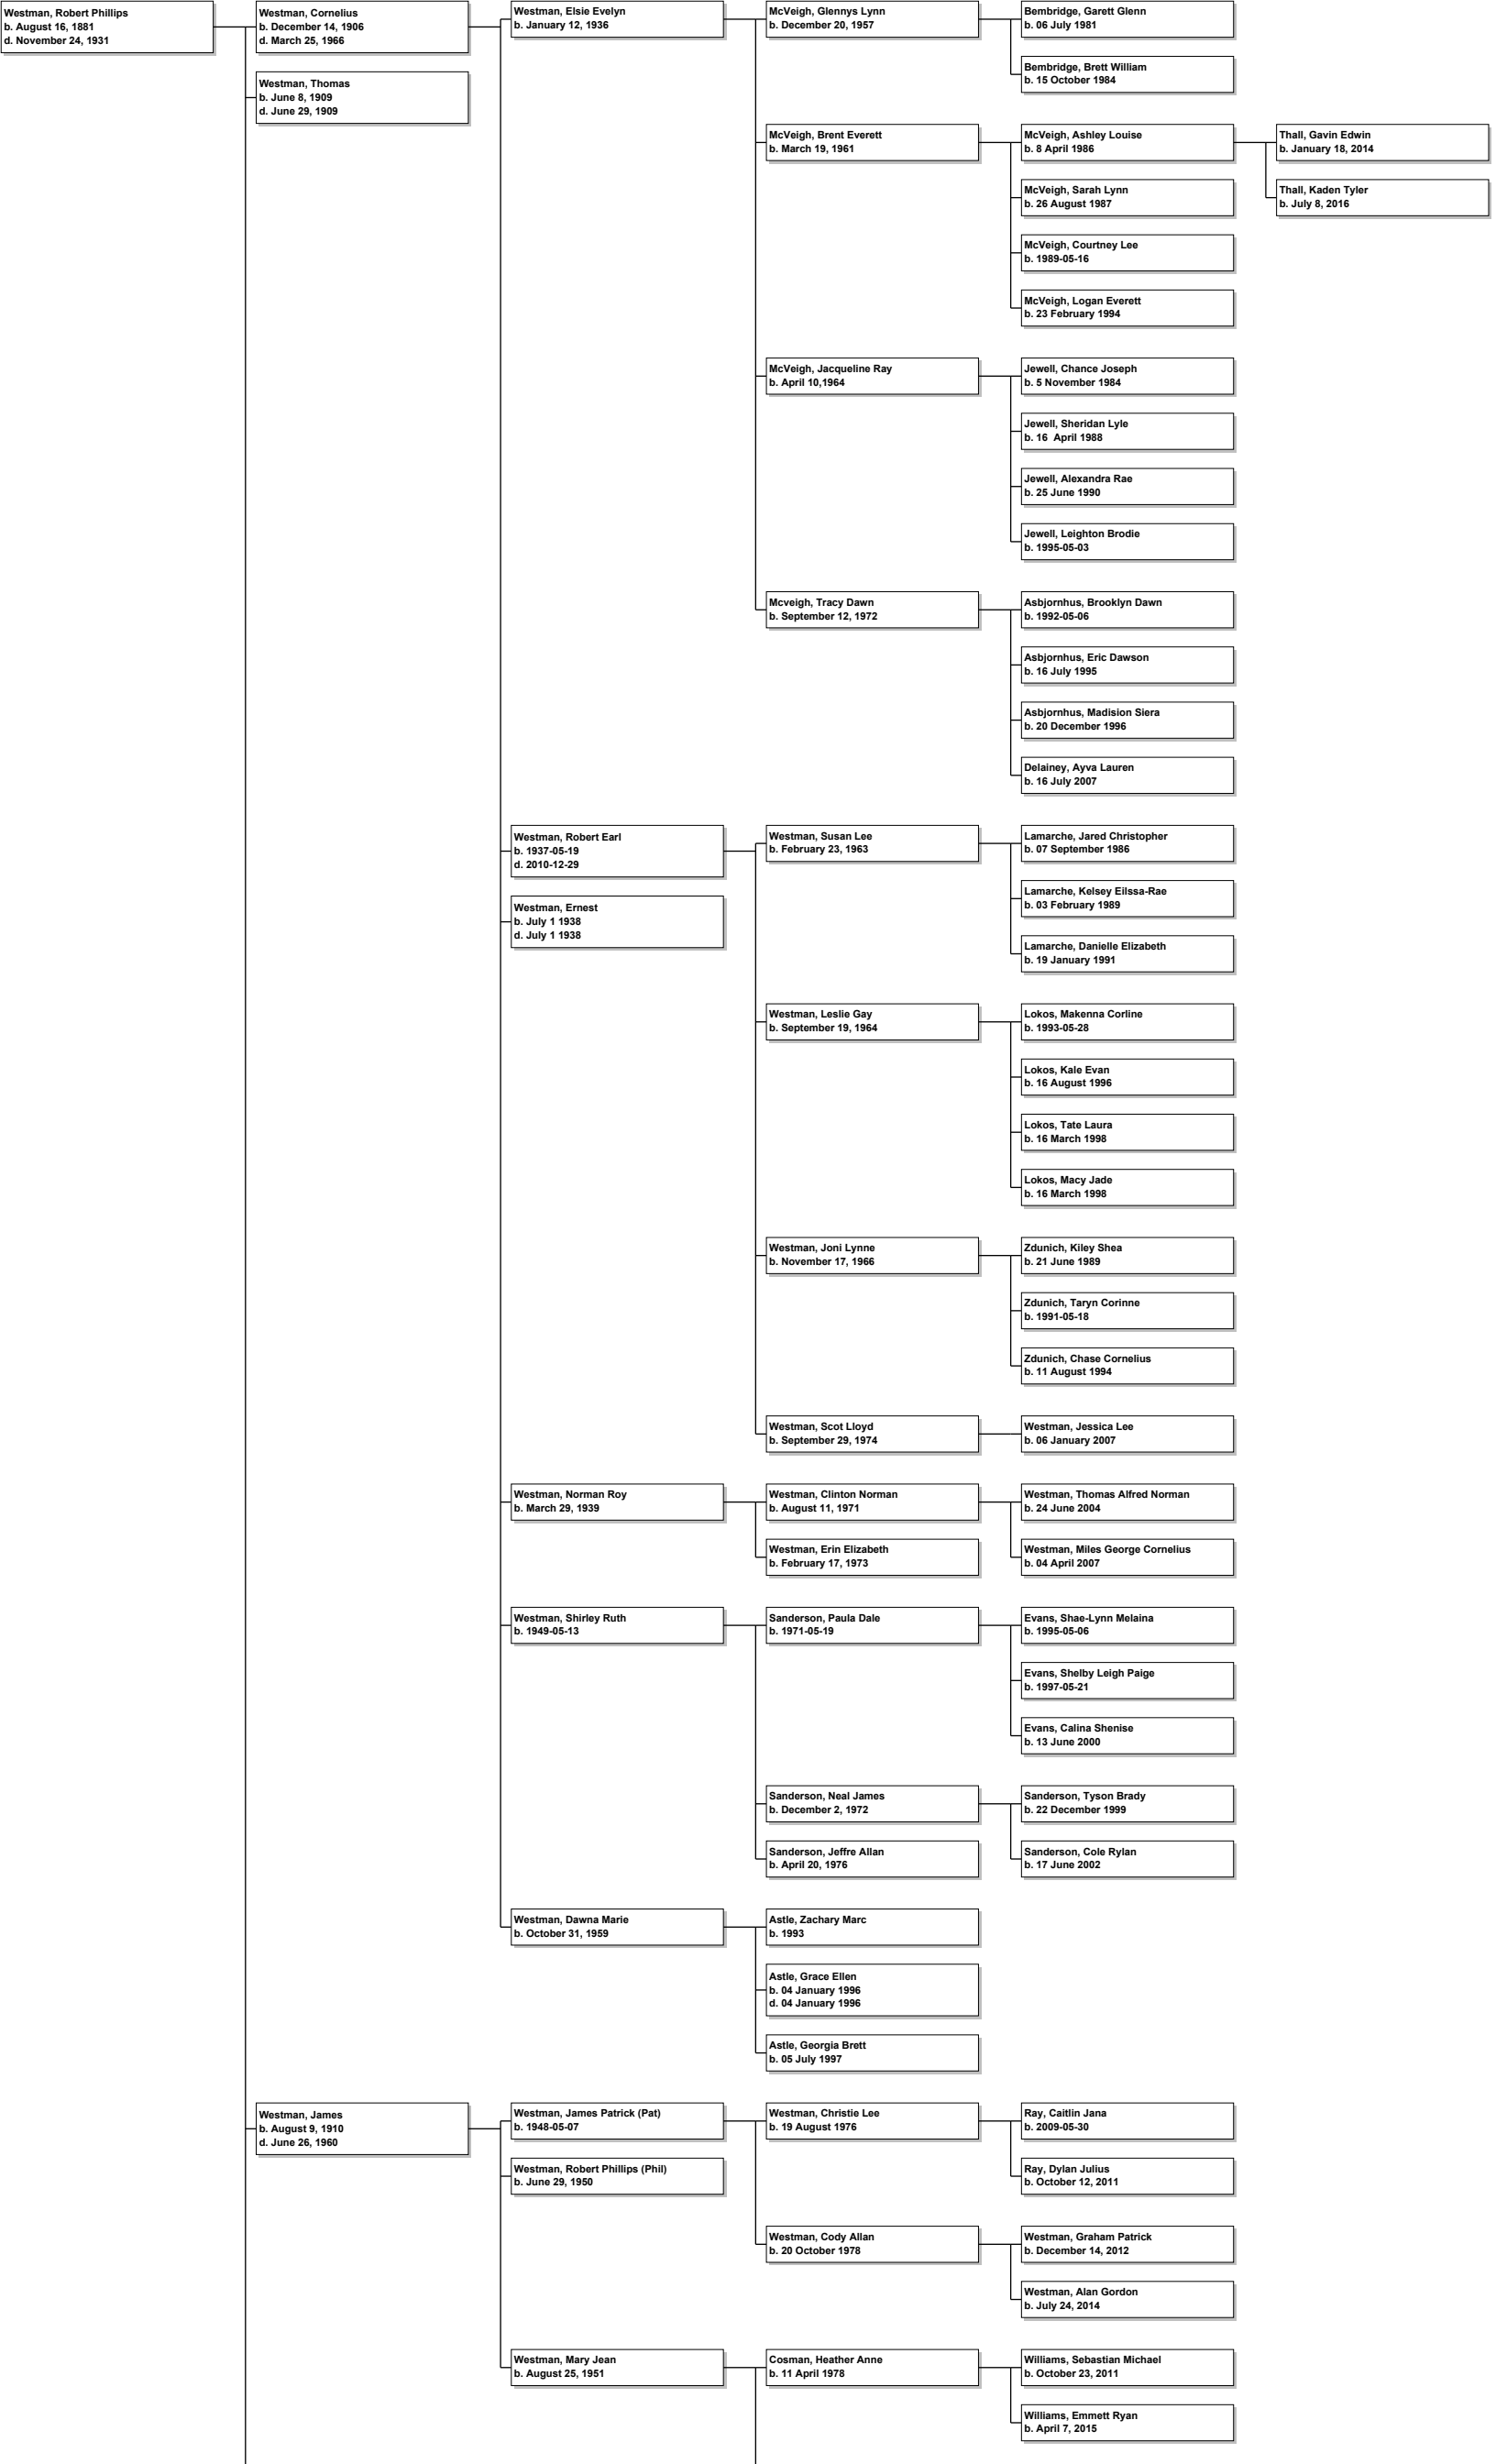 Westman, Robert Phillips
b. August 16, 1881
d. November 24, 1931
Westman, Cornelius
b. December 14, 1906
d. March 25, 1966
Westman, Elsie Evelyn
b. January 12, 1936
McVeigh, Glennys Lynn
b. December 20, 1957
Bembridge, Garett Glenn
b. 06 July 1981
Bembridge, Brett William
b. 15 October 1984
Westman, Thomas
b. June 8, 1909
d. June 29, 1909
McVeigh, Brent Everett
b. March 19, 1961
McVeigh, Ashley Louise
b. 8 April 1986
Thall, Gavin Edwin
b. January 18, 2014
Thall, Kaden Tyler
b. July 8, 2016
McVeigh, Sarah Lynn
b. 26 August 1987
McVeigh, Courtney Lee
b. 1989-05-16
McVeigh, Logan Everett
b. 23 February 1994
McVeigh, Jacqueline Ray
b. April 10,1964
Jewell, Chance Joseph
b. 5 November 1984
Jewell, Sheridan Lyle
b. 16  April 1988
Jewell, Alexandra Rae
b. 25 June 1990
Jewell, Leighton Brodie
b. 1995-05-03
Mcveigh, Tracy Dawn
b. September 12, 1972
Asbjornhus, Brooklyn Dawn
b. 1992-05-06
Asbjornhus, Eric Dawson
b. 16 July 1995
Asbjornhus, Madision Siera
b. 20 December 1996
Delainey, Ayva Lauren
b. 16 July 2007
Westman, Robert Earl
b. 1937-05-19
d. 2010-12-29
Westman, Susan Lee
b. February 23, 1963
Lamarche, Jared Christopher
b. 07 September 1986
Lamarche, Kelsey Eilssa-Rae
b. 03 February 1989
Lamarche, Danielle Elizabeth
b. 19 January 1991
Westman, Ernest
b. July 1 1938
d. July 1 1938
Westman, Leslie Gay
b. September 19, 1964
Lokos, Makenna Corline
b. 1993-05-28
Lokos, Kale Evan
b. 16 August 1996
Lokos, Tate Laura
b. 16 March 1998
Lokos, Macy Jade
b. 16 March 1998
Westman, Joni Lynne
b. November 17, 1966
Zdunich, Kiley Shea
b. 21 June 1989
Zdunich, Taryn Corinne
b. 1991-05-18
Zdunich, Chase Cornelius
b. 11 August 1994
Westman, Scot Lloyd
b. September 29, 1974
Westman, Jessica Lee
b. 06 January 2007
Westman, Norman Roy
b. March 29, 1939
Westman, Clinton Norman
b. August 11, 1971
Westman, Thomas Alfred Norman
b. 24 June 2004
Westman, Erin Elizabeth
b. February 17, 1973
Westman, Miles George Cornelius
b. 04 April 2007
Westman, Shirley Ruth
b. 1949-05-13
Sanderson, Paula Dale
b. 1971-05-19
Evans, Shae-Lynn Melaina
b. 1995-05-06
Evans, Shelby Leigh Paige
b. 1997-05-21
Evans, Calina Shenise
b. 13 June 2000
Sanderson, Neal James
b. December 2, 1972
Sanderson, Tyson Brady
b. 22 December 1999
Sanderson, Jeffre Allan
b. April 20, 1976
Sanderson, Cole Rylan
b. 17 June 2002
Westman, Dawna Marie
b. October 31, 1959
Astle, Zachary Marc
b. 1993
Astle, Grace Ellen
b. 04 January 1996
d. 04 January 1996
Astle, Georgia Brett
b. 05 July 1997
Westman, James
b. August 9, 1910
d. June 26, 1960
Westman, James Patrick (Pat)
b. 1948-05-07
Westman, Christie Lee
b. 19 August 1976
Ray, Caitlin Jana
b. 2009-05-30
Westman, Robert Phillips (Phil)
b. June 29, 1950
Ray, Dylan Julius
b. October 12, 2011
Westman, Cody Allan
b. 20 October 1978
Westman, Graham Patrick
b. December 14, 2012
Westman, Alan Gordon
b. July 24, 2014
Westman, Mary Jean
b. August 25, 1951
Cosman, Heather Anne
b. 11 April 1978
Williams, Sebastian Michael
b. October 23, 2011
Williams, Emmett Ryan
b. April 7, 2015